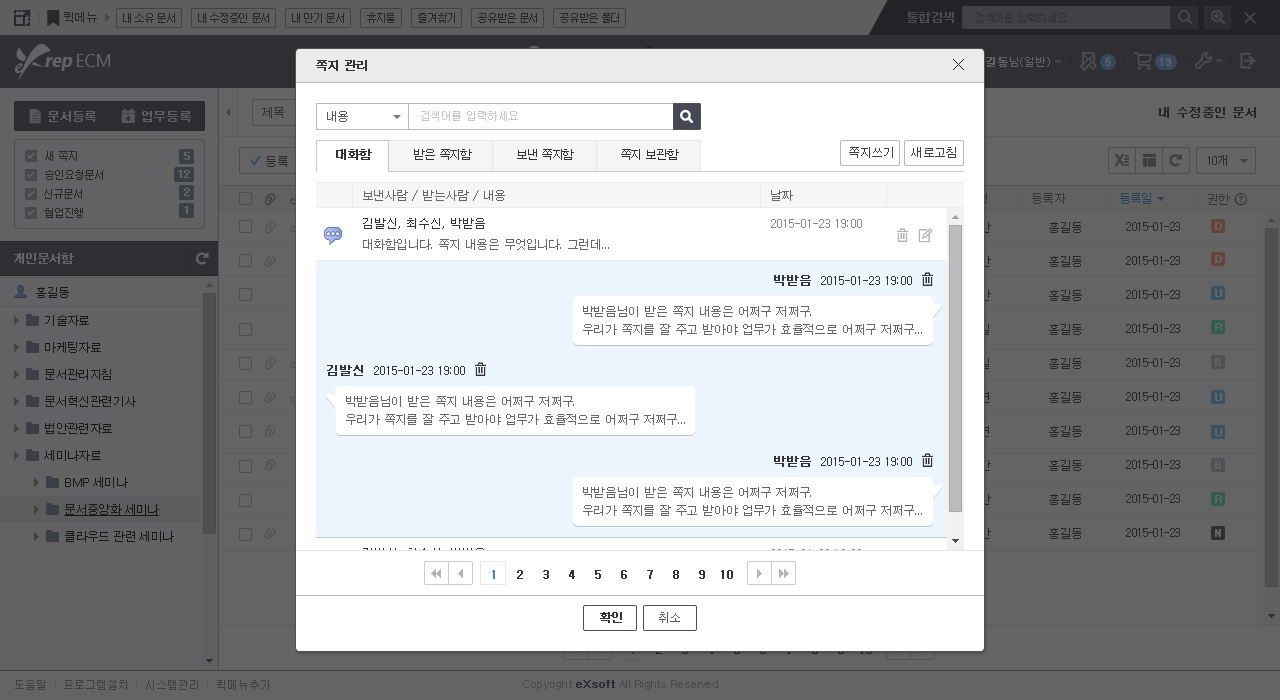 퀵메뉴 내 소유 문서 내 수정중인 문서 내 만기 문서 휴지통 즐겨찾기 공유받은 문서 공유받은 폴더 통합검색 검색어를 입력하세요
Xrep ECM 길동님(일반) 5 13
문서등록 업무등록
새 쪽지 5
승인요청문서 12
신규문서 2
협업진행 1
개인문서함
홍길동
기술자료
마케팅자료
문서관리지침
문서혁신관련기사
법안관련자료
세미나자료
BMP 세미나
문서중앙화 세미나
클라우드 관련 세미나
제목 내 수정중인 문서
등록 10개
등록자 등록일 권한
홍길동 2015-01-23 D
홍길동 2015-01-23 D
홍길동 2015-01-23 U
홍길동 2015-01-23 R
홍길동 2015-01-23 B
홍길동 2015-01-23 U
홍길동 2015-01-23 U
홍길동 2015-01-23 B
홍길동 2015-01-23 R
홍길동 2015-01-23 N
쪽지 관리
내용 검색어를 입력하세요
대화함 받은 쪽지함 보낸 쪽지함 쪽지 보관함 쪽지쓰기 새로고침
보낸사람 / 받는사람 / 내용 날짜
김발신, 최수신, 박받음 2015-01-23 19:00
대화함입니다. 쪽지 내용은 무엇입니다. 그런데...
박받음 2015-01-23 19:00
박받음님이 받은 쪽지 내용은 어쩌구 저쩌구.
우리가 쪽지를 잘 주고 받아야 업무가 효율적으로 어쩌구 저쩌구...
김발신 2015-01-23 19:00
박받음님이 받은 쪽지 내용은 어쩌구 저쩌구.
우리가 쪽지를 잘 주고 받아야 업무가 효율적으로 어쩌구 저쩌구...
박받음 2015-01-23 19:00
박받음님이 받은 쪽지 내용은 어쩌구 저쩌구.
우리가 쪽지를 잘 주고 받아야 업무가 효율적으로 어쩌구 저쩌구...
1 2 3 4 5 6 7 8 9 10
확인 취소
도움말 프로그램설치 시스템관리 퀵메뉴추가 Copyright eXsoft All Rights Reserved.